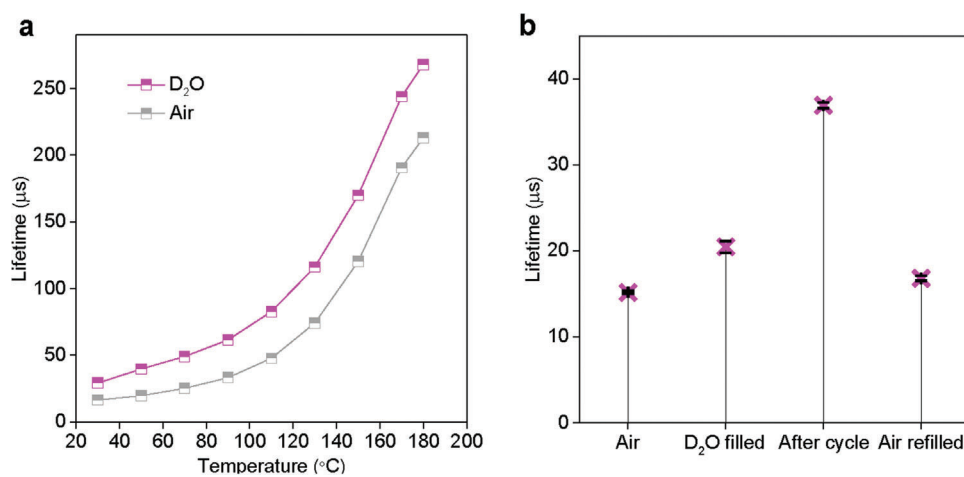 a
Lifetime (μs)
250
200
150
100
50
0
D₂O
Air
20 40 60 80 100 120 140 160 180 200
Temperature (°C)
b
Lifetime (μs)
40
30
20
10
0
Air D₂O filled After cycle Air refilled